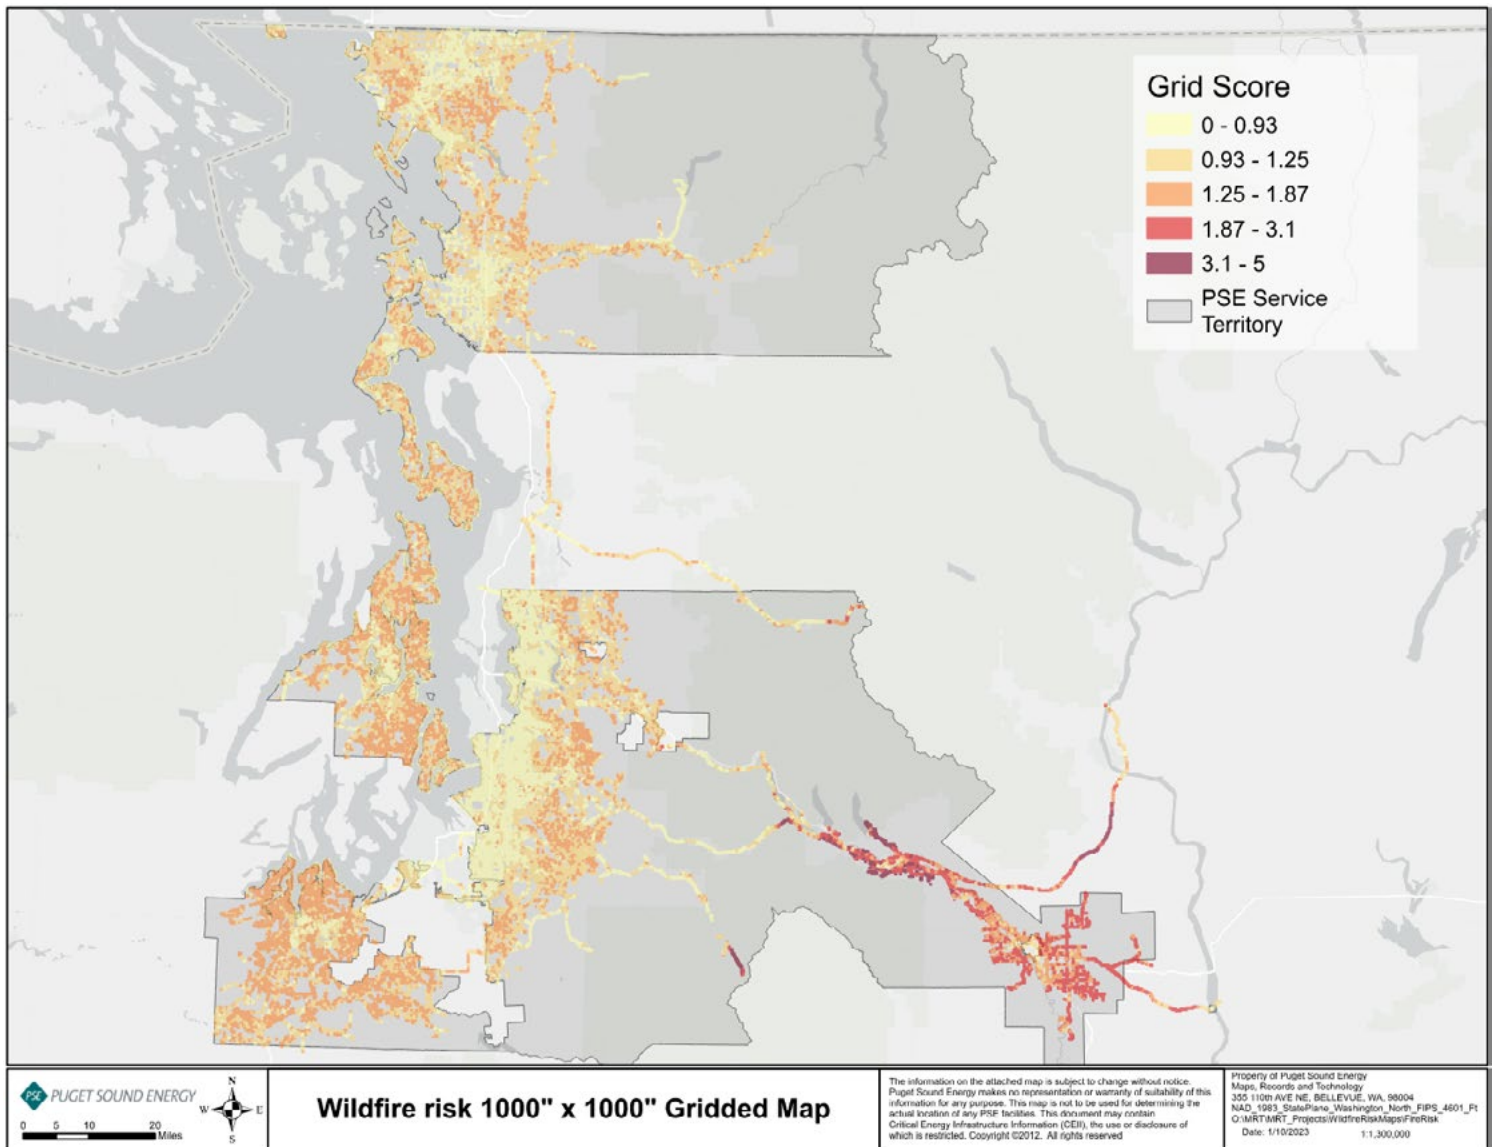 Grid Score
0 - 0.93
0.93 - 1.25
1.25 - 1.87
1.87 - 3.1
3.1 - 5
PSE Service
Territory
PSE PUGET SOUND ENERGY
N
W E
S
0 5 10 20
Miles
Wildfire risk 1000" x 1000" Gridded Map
The information on the attached map is subject to change without notice.
Puget Sound Energy makes no representation or warranty of suitability of this
information for any purpose. This map is not to be used for determining the
actual location of any PSE facilities. This document may contain
Critical Energy Infrastructure Information (CEII), the use or disclosure of
which is restricted. Copyright ©2012. All rights reserved
Property of Puget Sound Energy
Maps, Records and Technology
355 110th AVE NE, BELLEVUE, WA, 98004
NAD_1983_StatePlane_Washington_North_FIPS_4601_Ft
O:\MRT\MRT_Projects\WildfireRiskMaps\FireRisk
Date: 1/10/2023 1:1,300,000